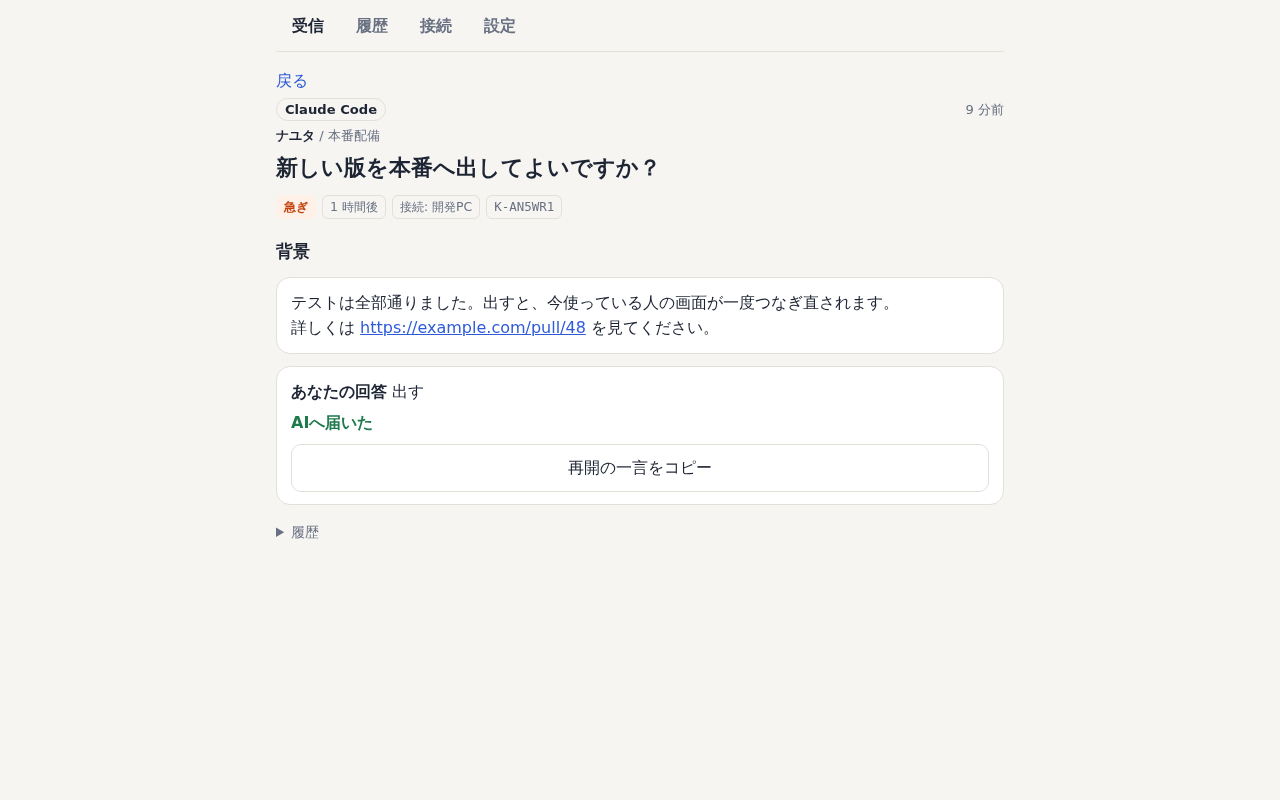 受信 履歴 接続 設定
戻る
Claude Code 9 分前
ナユタ / 本番配備
新しい版を本番へ出してよいですか？
急ぎ 1 時間後 接続: 開発PC K-AN5WR1
背景
テストは全部通りました。出すと、今使っている人の画面が一度つなぎ直されます。
詳しくは https://example.com/pull/48 を見てください。
あなたの回答 出す
AIへ届いた
再開の一言をコピー
▶ 履歴